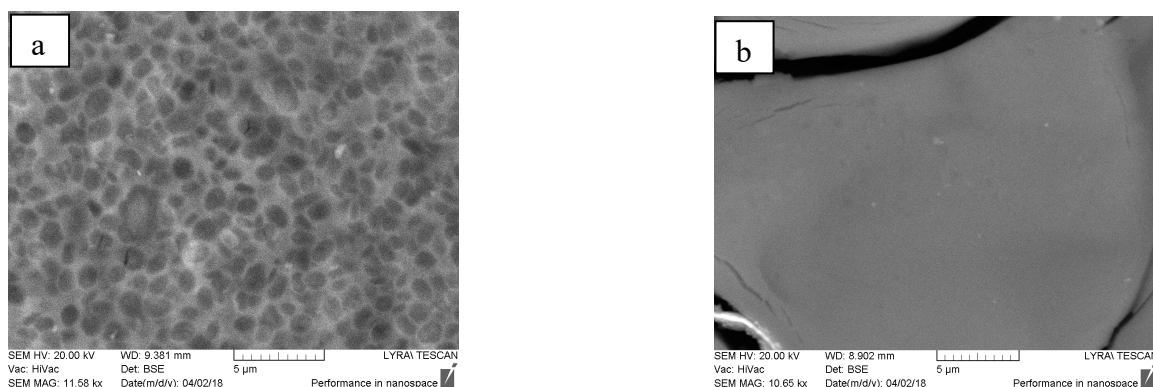 a
b
SEM HV: 20.00 kV WD: 9.381 mm LYRA\ TESCAN
Vac: HiVac Det: BSE 5 µm
SEM MAG: 11.58 kx Date(m/d/y): 04/02/18 Performance in nanospace
SEM HV: 20.00 kV WD: 8.902 mm LYRA\ TESCAN
Vac: HiVac Det: BSE 5 µm
SEM MAG: 10.65 kx Date(m/d/y): 04/02/18 Performance in nanospace